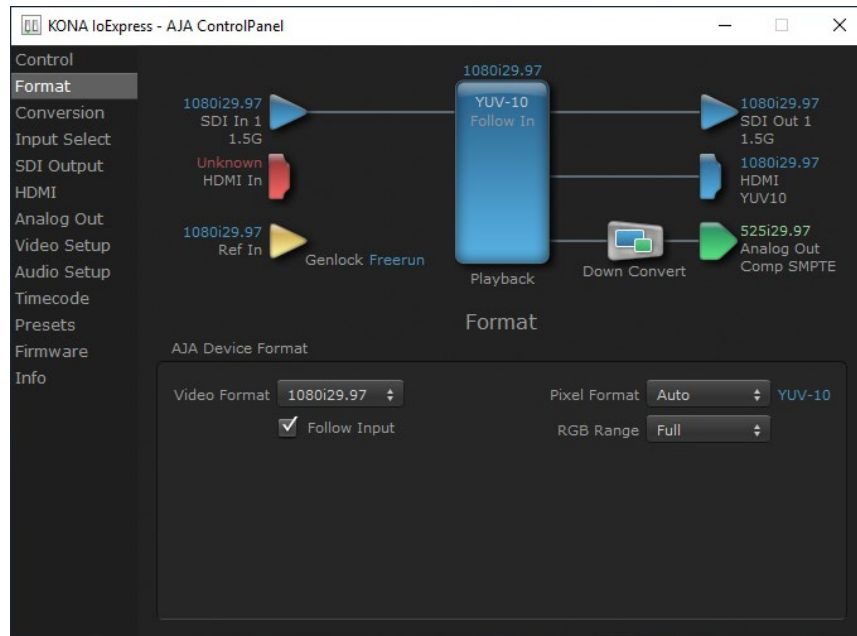 KONA IoExpress - AJA ControlPanel
Control
Format
Conversion
Input Select
SDI Output
HDMI
Analog Out
Video Setup
Audio Setup
Timecode
Presets
Firmware
Info
1080i29.97
1080i29.97
SDI In 1
1.5G
Unknown
HDMI In
1080i29.97
Ref In
Genlock Freerun
YUV-10
Follow In
Playback
Down Convert
1080i29.97
SDI Out 1
1.5G
1080i29.97
HDMI
YUV10
525i29.97
Analog Out
Comp SMPTE
Format
AJA Device Format
Video Format 1080i29.97
Follow Input
Pixel Format Auto YUV-10
RGB Range Full